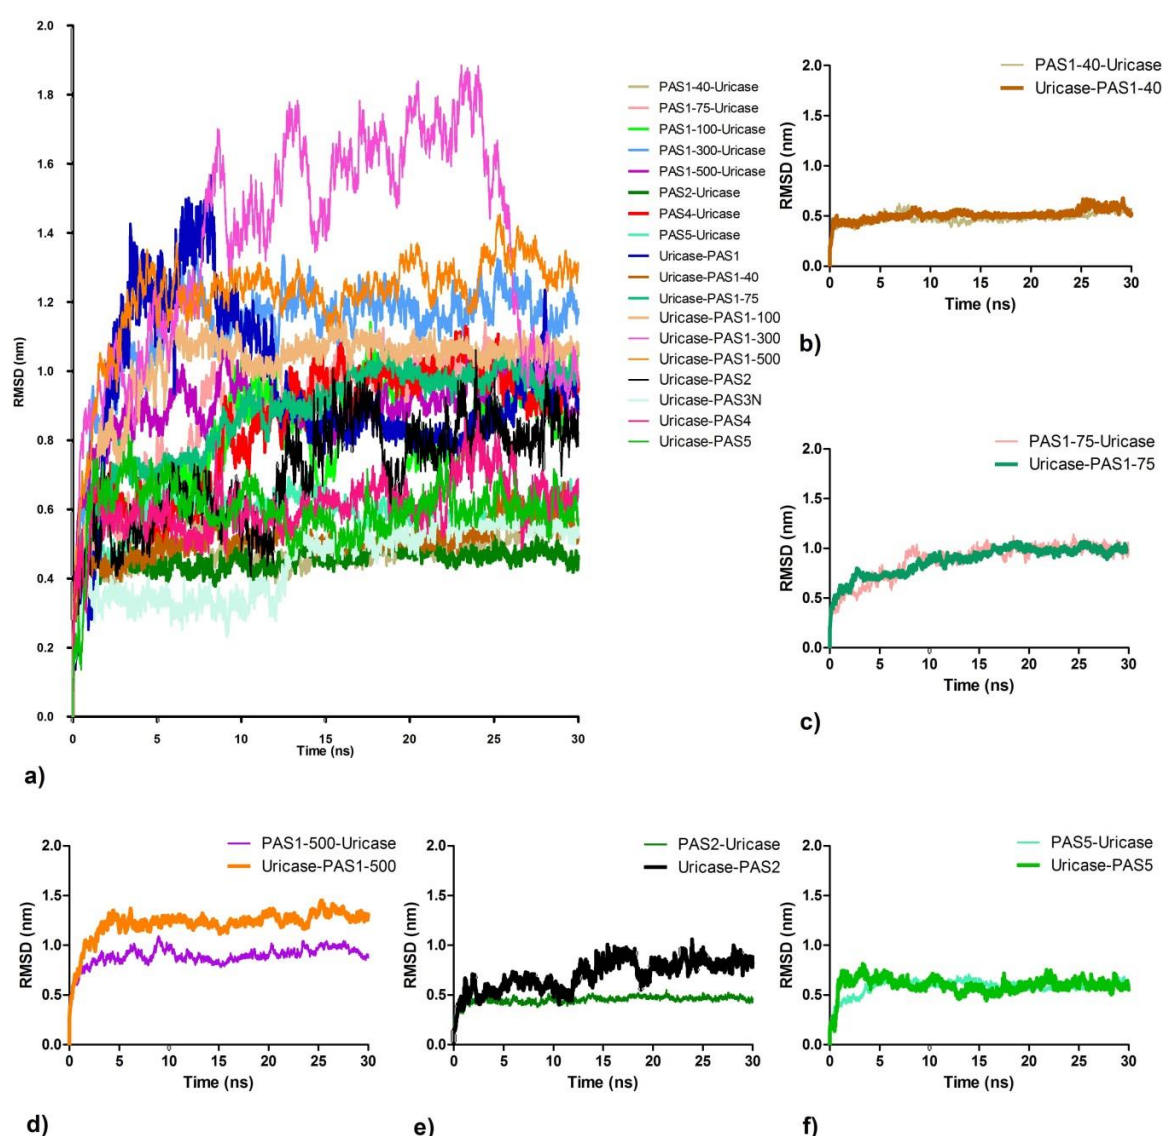 2.0
1.8
1.6
1.4
1.2
1.0
0.8
0.6
0.4
0.2
0.0
RMSD (nm)
0 5 10 15 20 25 30
Time (ns)
PAS1-40-Uricase
PAS1-75-Uricase
PAS1-100-Uricase
PAS1-300-Uricase
PAS1-500-Uricase
PAS2-Uricase
PAS4-Uricase
PAS5-Uricase
Uricase-PAS1
Uricase-PAS1-40
Uricase-PAS1-75
Uricase-PAS1-100
Uricase-PAS1-300
Uricase-PAS1-500
Uricase-PAS2
Uricase-PAS3N
Uricase-PAS4
Uricase-PAS5
a)
PAS1-40-Uricase
Uricase-PAS1-40
2.0
1.5
1.0
0.5
0.0
RMSD (nm)
0 5 10 15 20 25 30
Time (ns)
b)
PAS1-75-Uricase
Uricase-PAS1-75
2.0
1.5
1.0
0.5
0.0
RMSD (nm)
0 5 10 15 20 25 30
Time (ns)
c)
PAS1-500-Uricase
Uricase-PAS1-500
2.0
1.5
1.0
0.5
0.0
RMSD (nm)
0 5 10 15 20 25 30
Time (ns)
d)
PAS2-Uricase
Uricase-PAS2
2.0
1.5
1.0
0.5
0.0
RMSD (nm)
0 5 10 15 20 25 30
Time (ns)
e)
PAS5-Uricase
Uricase-PAS5
2.0
1.5
1.0
0.5
0.0
RMSD (nm)
0 5 10 15 20 25 30
Time (ns)
f)